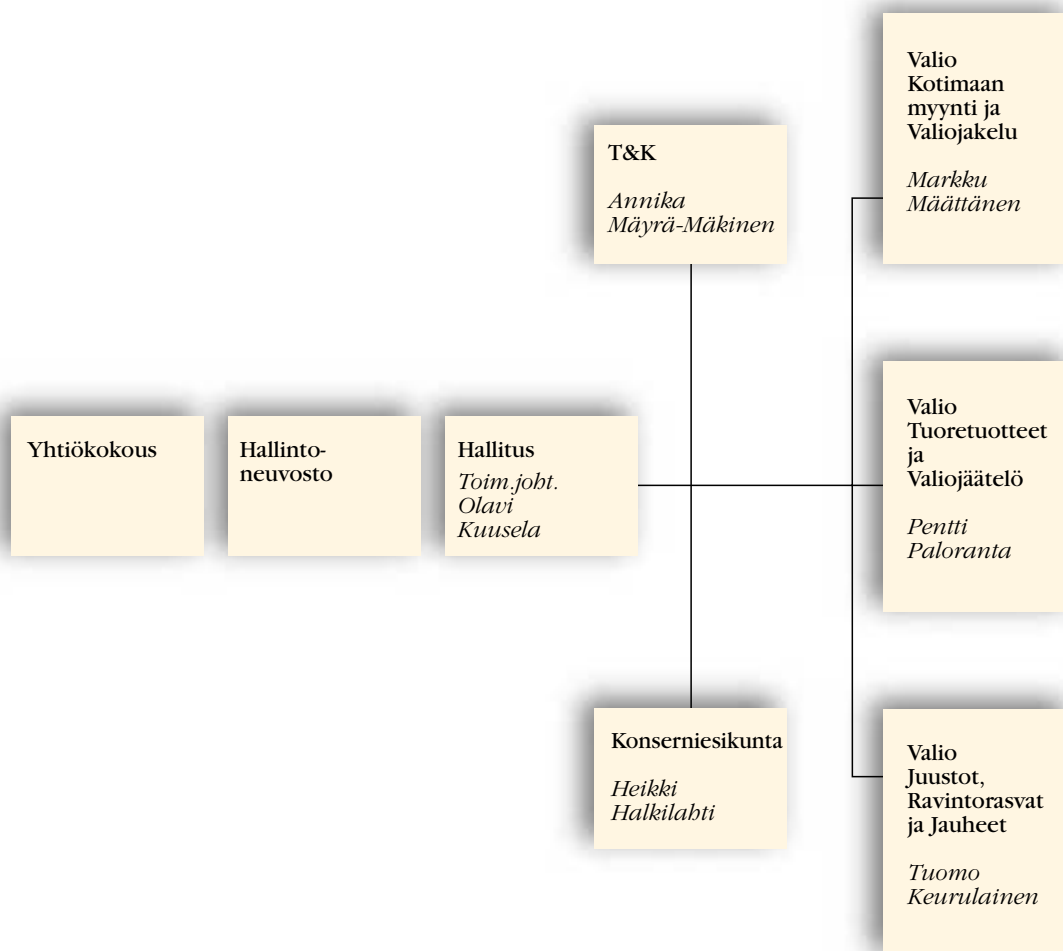 Yhtiökokous
Hallinto-
neuvosto
Hallitus
Toim.joht.
Olavi
Kuusela
T&K
Annika
Mäyrä-Mäkinen
Konserniesikunta
Heikki
Halkilahti
Valio
Kotimaan
myynti ja
Valiojakelu
Markku
Määttänen
Valio
Tuoretuotteet
ja
Valiojäätelö
Pentti
Paloranta
Valio
Juustot,
Ravintorasvat
ja Jauheet
Tuomo
Keurulainen